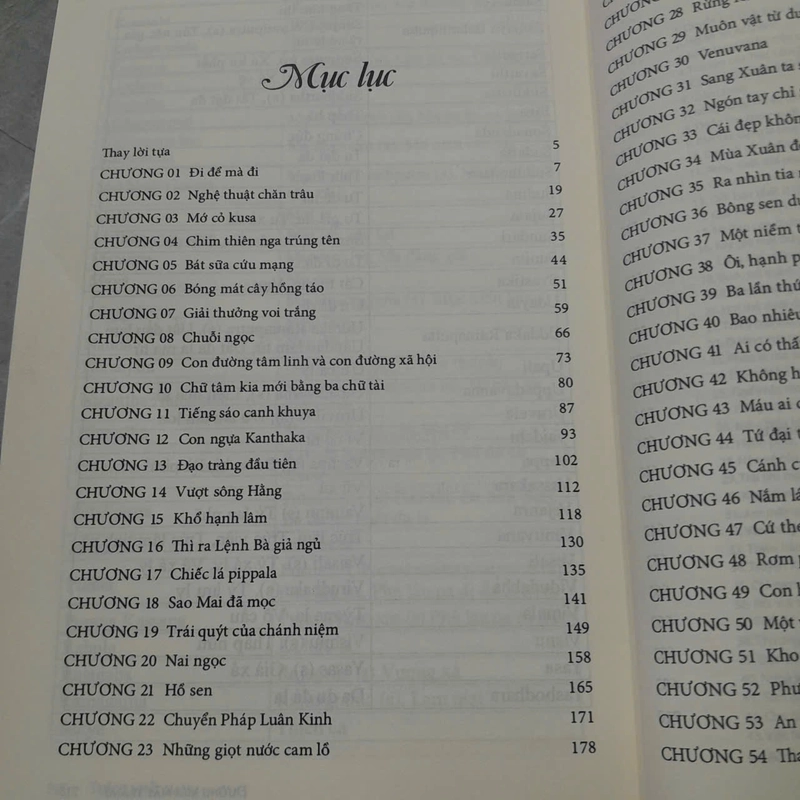 Mục lục
Thay lời tựa 5
CHƯƠNG 01 Đi để mà đi 7
CHƯƠNG 02 Nghệ thuật chăn trâu 19
CHƯƠNG 03 Mớ cỏ kusa 27
CHƯƠNG 04 Chim thiên nga trúng tên 35
CHƯƠNG 05 Bát sữa cứu mạng 44
CHƯƠNG 06 Bóng mát cây hồng táo 51
CHƯƠNG 07 Giải thưởng voi trắng 59
CHƯƠNG 08 Chuỗi ngọc 66
CHƯƠNG 09 Con đường tâm linh và con đường xã hội 73
CHƯƠNG 10 Chữ tâm kia mới bằng ba chữ tài 80
CHƯƠNG 11 Tiếng sáo canh khuya 87
CHƯƠNG 12 Con ngựa Kanthaka 93
CHƯƠNG 13 Đạo tràng đầu tiên 102
CHƯƠNG 14 Vượt sông Hằng 112
CHƯƠNG 15 Khổ hạnh lâm 118
CHƯƠNG 16 Thì ra Lệnh Bà giả ngủ 130
CHƯƠNG 17 Chiếc lá pippala 135
CHƯƠNG 18 Sao Mai đã mọc 141
CHƯƠNG 19 Trái quýt của chánh niệm 149
CHƯƠNG 20 Nai ngọc 158
CHƯƠNG 21 Hồ sen 165
CHƯƠNG 22 Chuyển Pháp Luân Kinh 171
CHƯƠNG 23 Những giọt nước cam lồ 178
CHƯƠNG 28 Rừng
CHƯƠNG 29 Muôn vật từ
CHƯƠNG 30 Venuvana
CHƯƠNG 31 Sang Xuân ta
CHƯƠNG 32 Ngón tay chỉ
CHƯƠNG 33 Cái đẹp
CHƯƠNG 34 Mùa Xuân
CHƯƠNG 35 Ra nhìn tia
CHƯƠNG 36 Bông sen
CHƯƠNG 37 Một niềm
CHƯƠNG 38 Ôi, hạnh
CHƯƠNG 39 Ba lần
CHƯƠNG 40 Bao nhiêu
CHƯƠNG 41 Ai có
CHƯƠNG 42 Không
CHƯƠNG 43 Máu ai
CHƯƠNG 44 Tứ đại
CHƯƠNG 45 Cánh
CHƯƠNG 46 Nắm
CHƯƠNG 47 Cứ
CHƯƠNG 48 Rơm
CHƯƠNG 49 Con
CHƯƠNG 50 Một
CHƯƠNG 51 Kho
CHƯƠNG 52
CHƯƠNG 53 An
CHƯƠNG 54